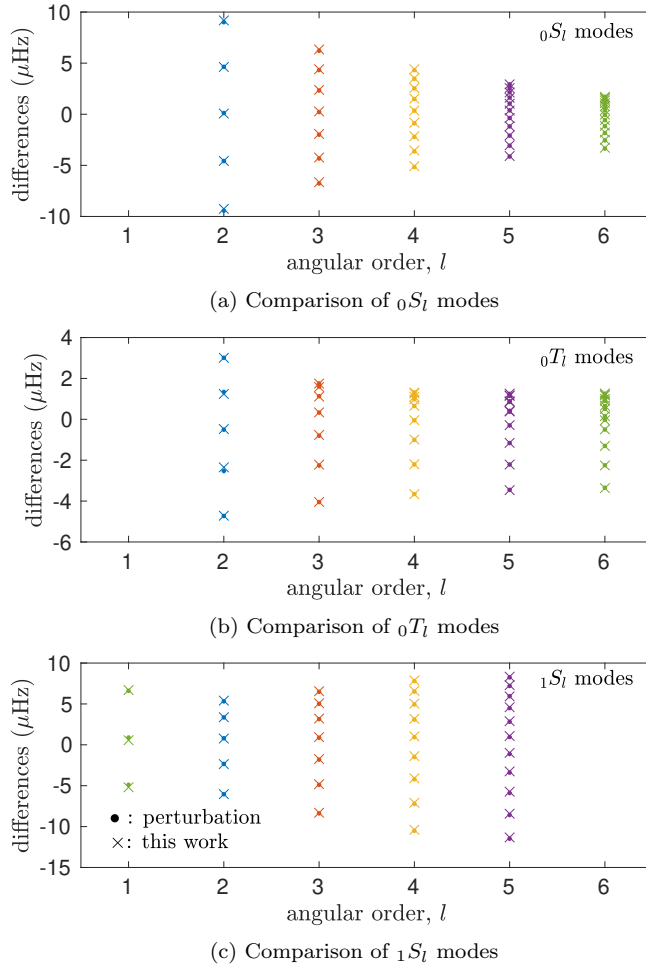 10
5
0
-5
-10
differences (μHz)
₀Sₗ modes
1 2 3 4 5 6
angular order, l
(a) Comparison of ₀Sₗ modes
4
2
0
-2
-4
-6
differences (μHz)
₀Tₗ modes
1 2 3 4 5 6
angular order, l
(b) Comparison of ₀Tₗ modes
10
5
0
-5
-10
-15
differences (μHz)
₁Sₗ modes
•: perturbation
×: this work
1 2 3 4 5 6
angular order, l
(c) Comparison of ₁Sₗ modes